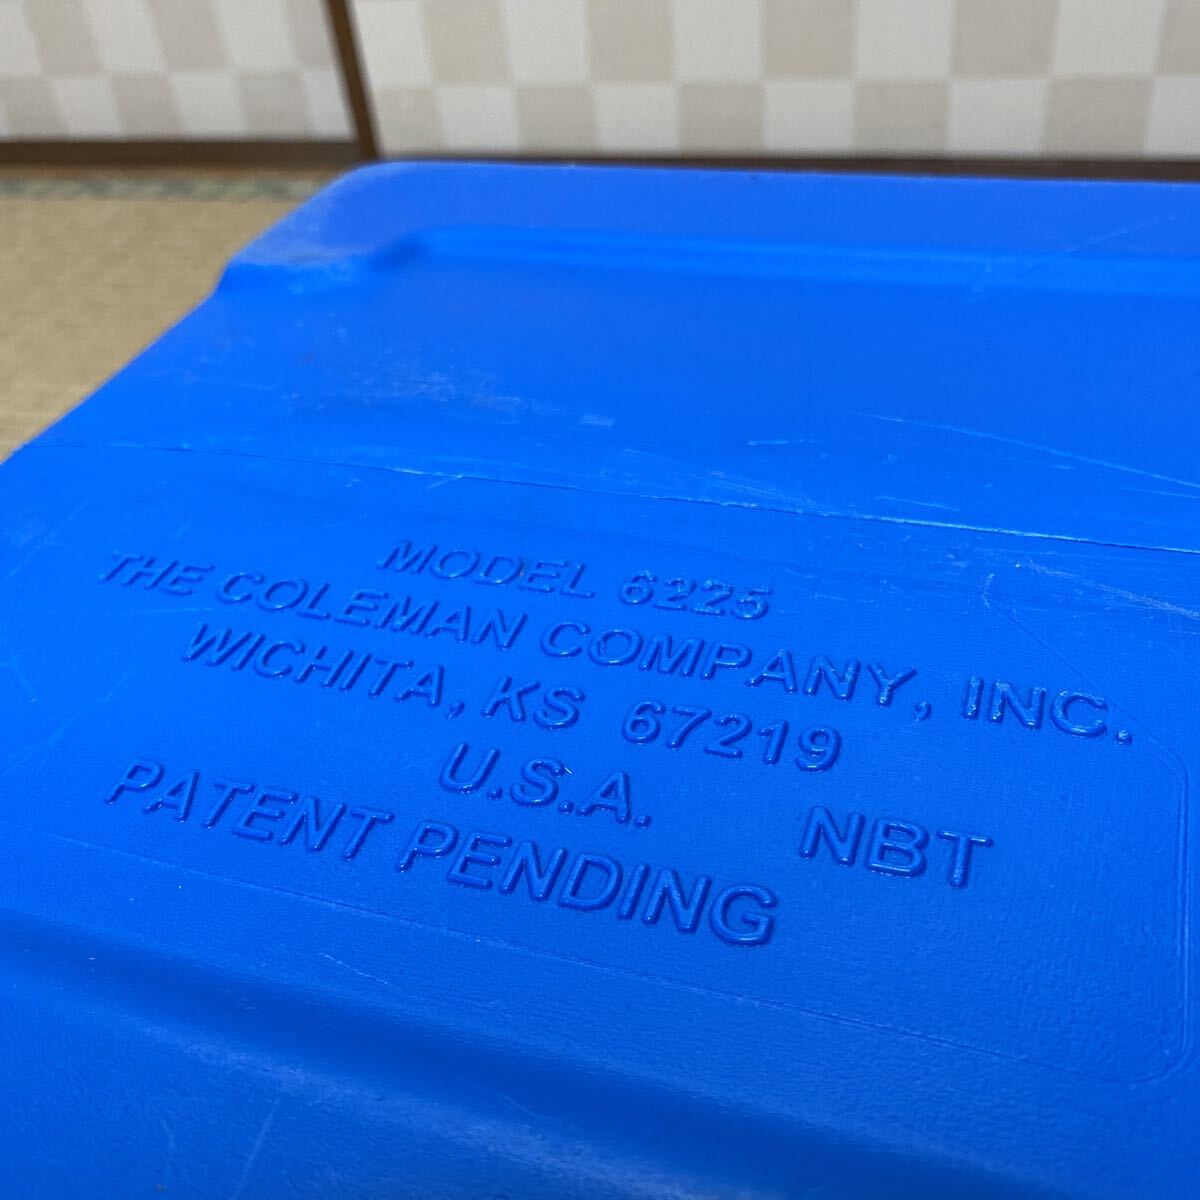 MODEL 6225
THE COLEMAN COMPANY, INC.
WICHITA, KS 67219
U.S.A. NBT
PATENT PENDING